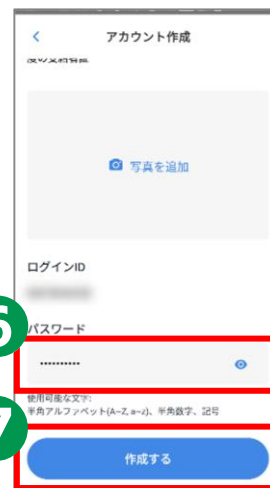 アカウント作成
写真を追加
ログインID
6
パスワード
..........
使用可能な文字:
半角アルファベット(A~Z, a~z)、半角数字、記号
7
作成する